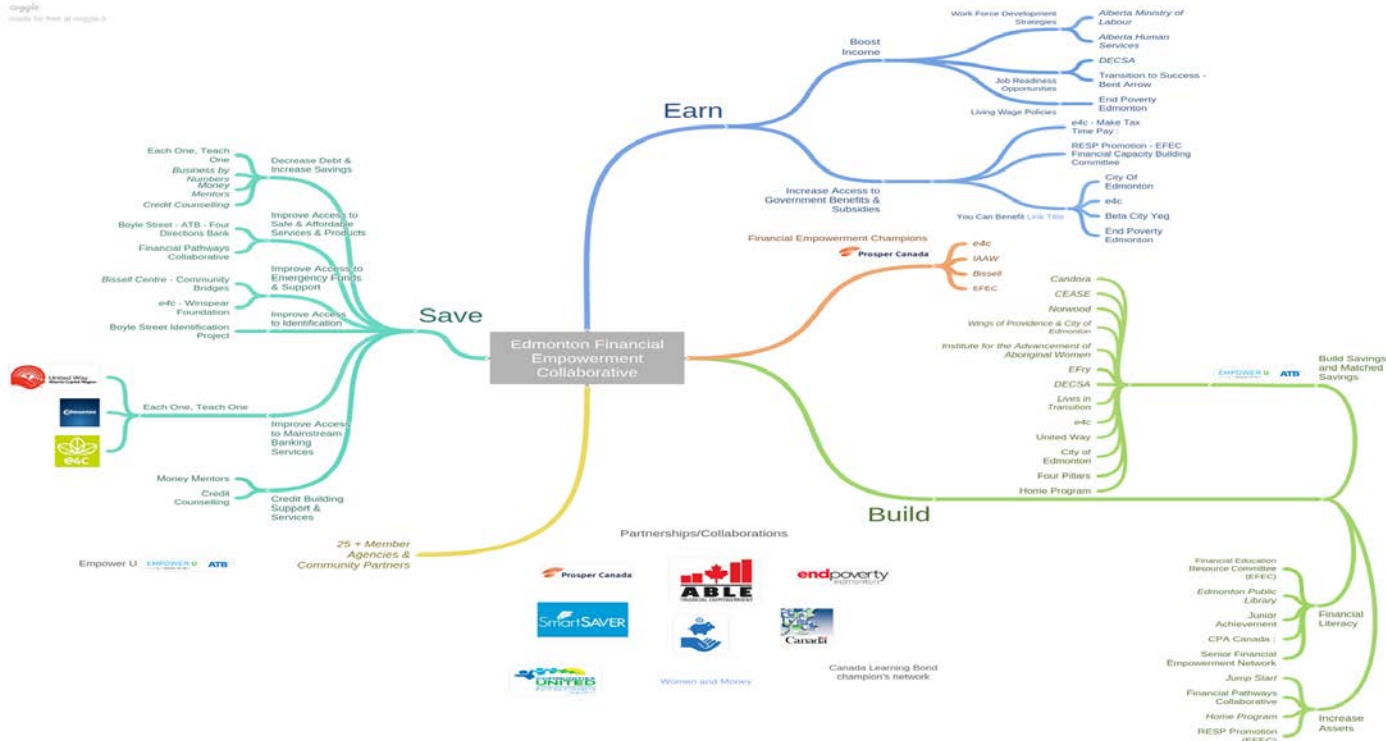 coggle
made for free at coggle.it
Earn
Boost
Income
Work Force Development
Strategies
Alberta Ministry of
Labour
Alberta Human
Services
Job Readiness
Opportunities
DECSA
Transition to Success -
Bent Arrow
Living Wage Policies
End Poverty
Edmonton
Increase Access to
Government Benefits &
Subsidies
e4c - Make Tax
Time Pay :
RESP Promotion - EFEC
Financial Capacity Building
Committee
You Can Benefit Link Title
City Of
Edmonton
e4c
Beta City Yeg
End Poverty
Edmonton
Financial Empowerment Champions
Prosper Canada
e4c
IAAW
Bissell
EFEC
Edmonton Financial
Empowerment
Collaborative
Save
Decrease Debt &
Increase Savings
Each One, Teach
One
Business by
Numbers
Money
Mentors
Credit Counselling
Improve Access to
Safe & Affordable
Services & Products
Boyle Street - ATB - Four
Directions Bank
Financial Pathways
Collaborative
Improve Access to
Emergency Funds
& Support
Bissell Centre - Community
Bridges
e4c - Winspear
Foundation
Improve Access
to Identification
Boyle Street Identification
Project
Improve Access
to Mainstream
Banking
Services
Each One, Teach One
United Way
Edmonton
e4c
Credit Building
Support &
Services
Money Mentors
Credit
Counselling
25 + Member
Agencies &
Community Partners
Empower U
EMPOWER U
ATB
Build
Build Savings
and Matched
Savings
EMPOWER U
ATB
Candora
CEASE
Norwood
Wings of Providence & City of
Edmonton
Institute for the Advancement of
Aboriginal Women
EFry
DECSA
Lives in
Transition
e4c
United Way
City of
Edmonton
Four Pillars
Home Program
Financial
Literacy
Financial Education
Resource Committee
(EFEC)
Edmonton Public
Library
Junior
Achievement
CPA Canada :
Senior Financial
Empowerment Network
Increase
Assets
Jump Start
Financial Pathways
Collaborative
Home Program
RESP Promotion
(EFEC)
Partnerships/Collaborations
Prosper Canada
ABLE
FINANCIAL EMPOWERMENT
endpoverty
edmonton
SmartSAVER
Canada
UNITED
Women and Money
Canada Learning Bond
champion's network